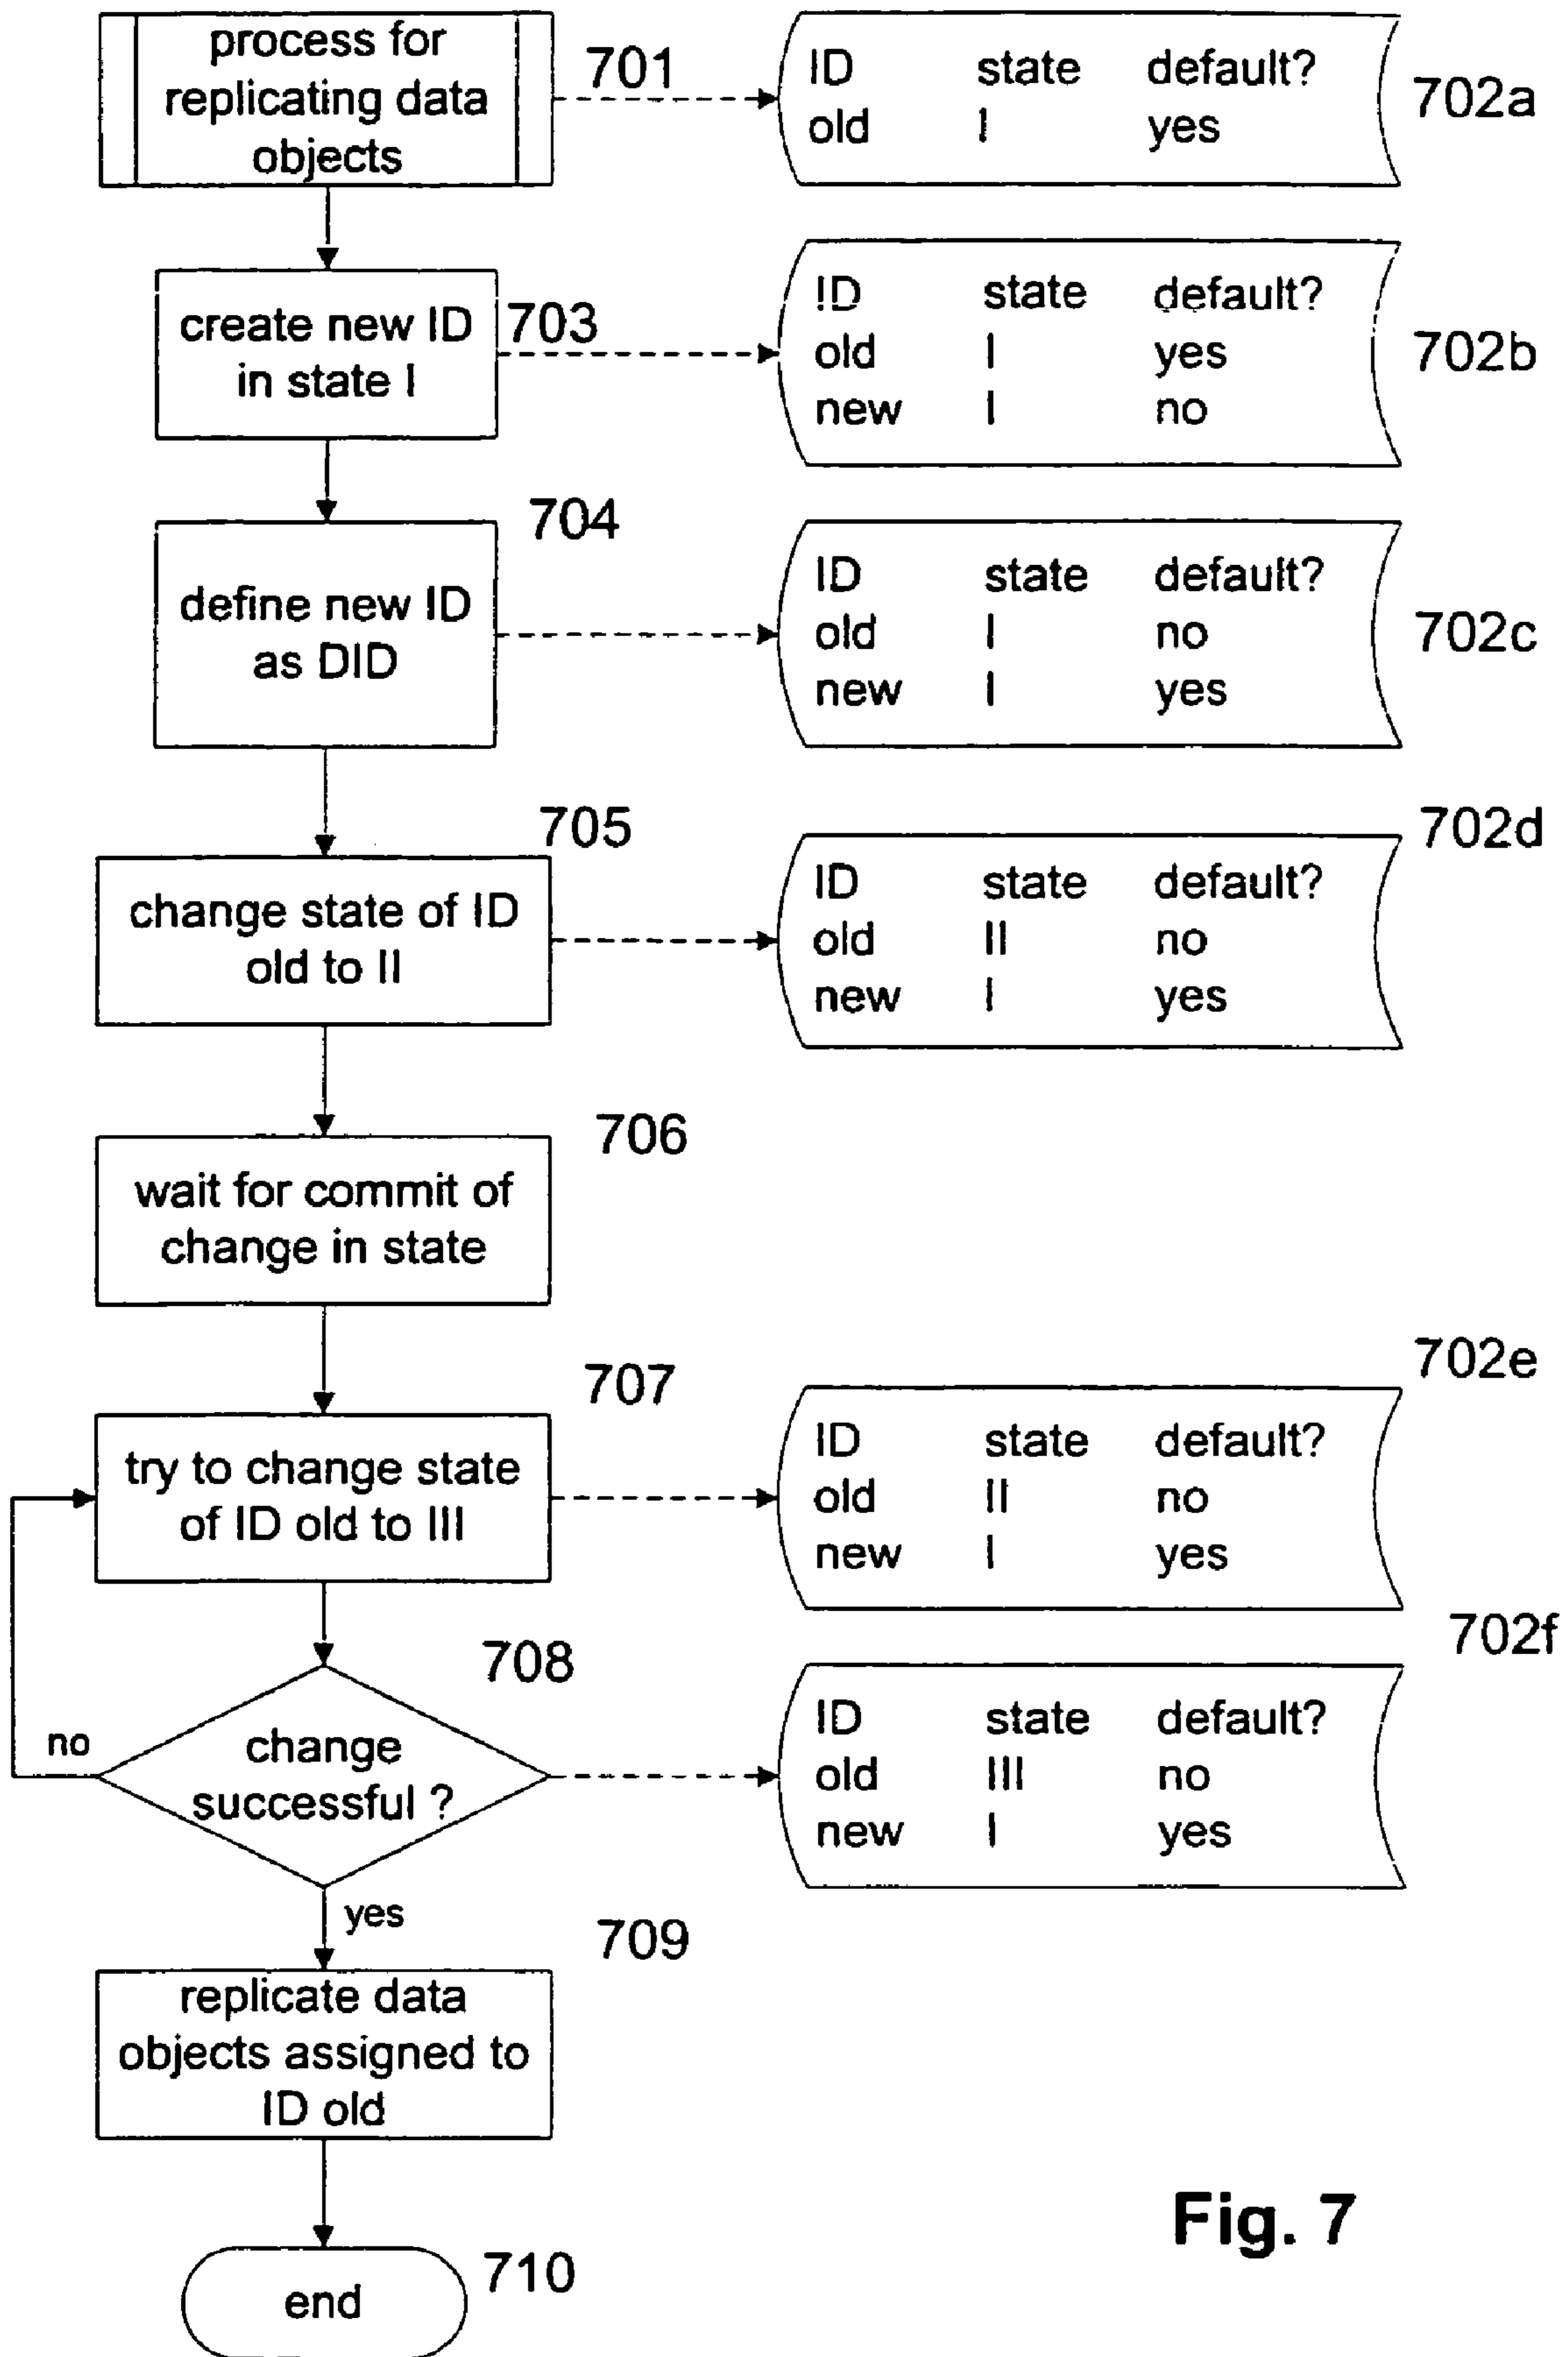 process for
replicating data
objects
701
ID state default?
old I yes
702a
create new ID
in state I
703
ID state default?
old I yes
new I no
702b
704
define new ID
as DID
ID state default?
old I no
new I yes
702c
705
change state of ID
old to II
702d
ID state default?
old II no
new I yes
706
wait for commit of
change in state
707
try to change state
of ID old to III
702e
ID state default?
old II no
new I yes
708
change
successful ?
no
yes
702f
ID state default?
old III no
new I yes
709
replicate data
objects assigned to
ID old
710
end
Fig. 7